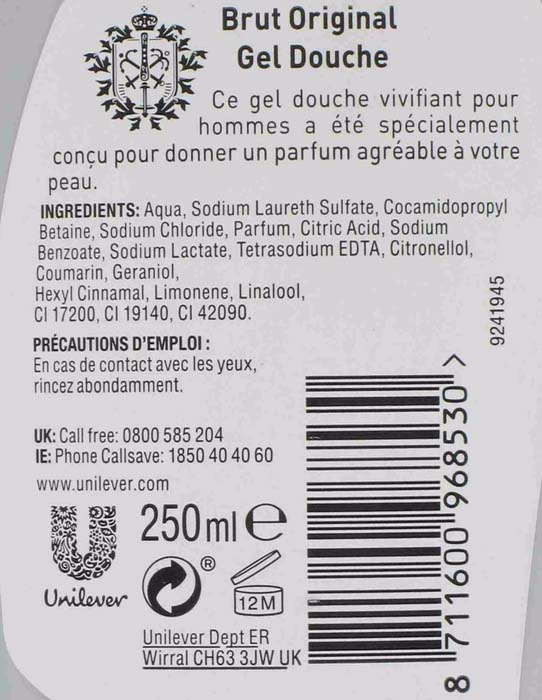 Brut Original
Gel Douche
Ce gel douche vivifiant pour
hommes a été spécialement
conçu pour donner un parfum agréable à votre
peau.
INGREDIENTS: Aqua, Sodium Laureth Sulfate, Cocamidopropyl
Betaine, Sodium Chloride, Parfum, Citric Acid, Sodium
Benzoate, Sodium Lactate, Tetrasodium EDTA, Citronellol,
Coumarin, Geraniol,
Hexyl Cinnamal, Limonene, Linalool,
CI 17200, CI 19140, CI 42090.
9241945
PRÉCAUTIONS D'EMPLOI :
En cas de contact avec les yeux,
rincez abondamment.
UK: Call free: 0800 585 204
IE: Phone Callsave: 1850 40 40 60
www.unilever.com
250 ml e
Unilever
®
12M
Unilever Dept ER
Wirral CH63 3JW UK
8 711600 968530 >